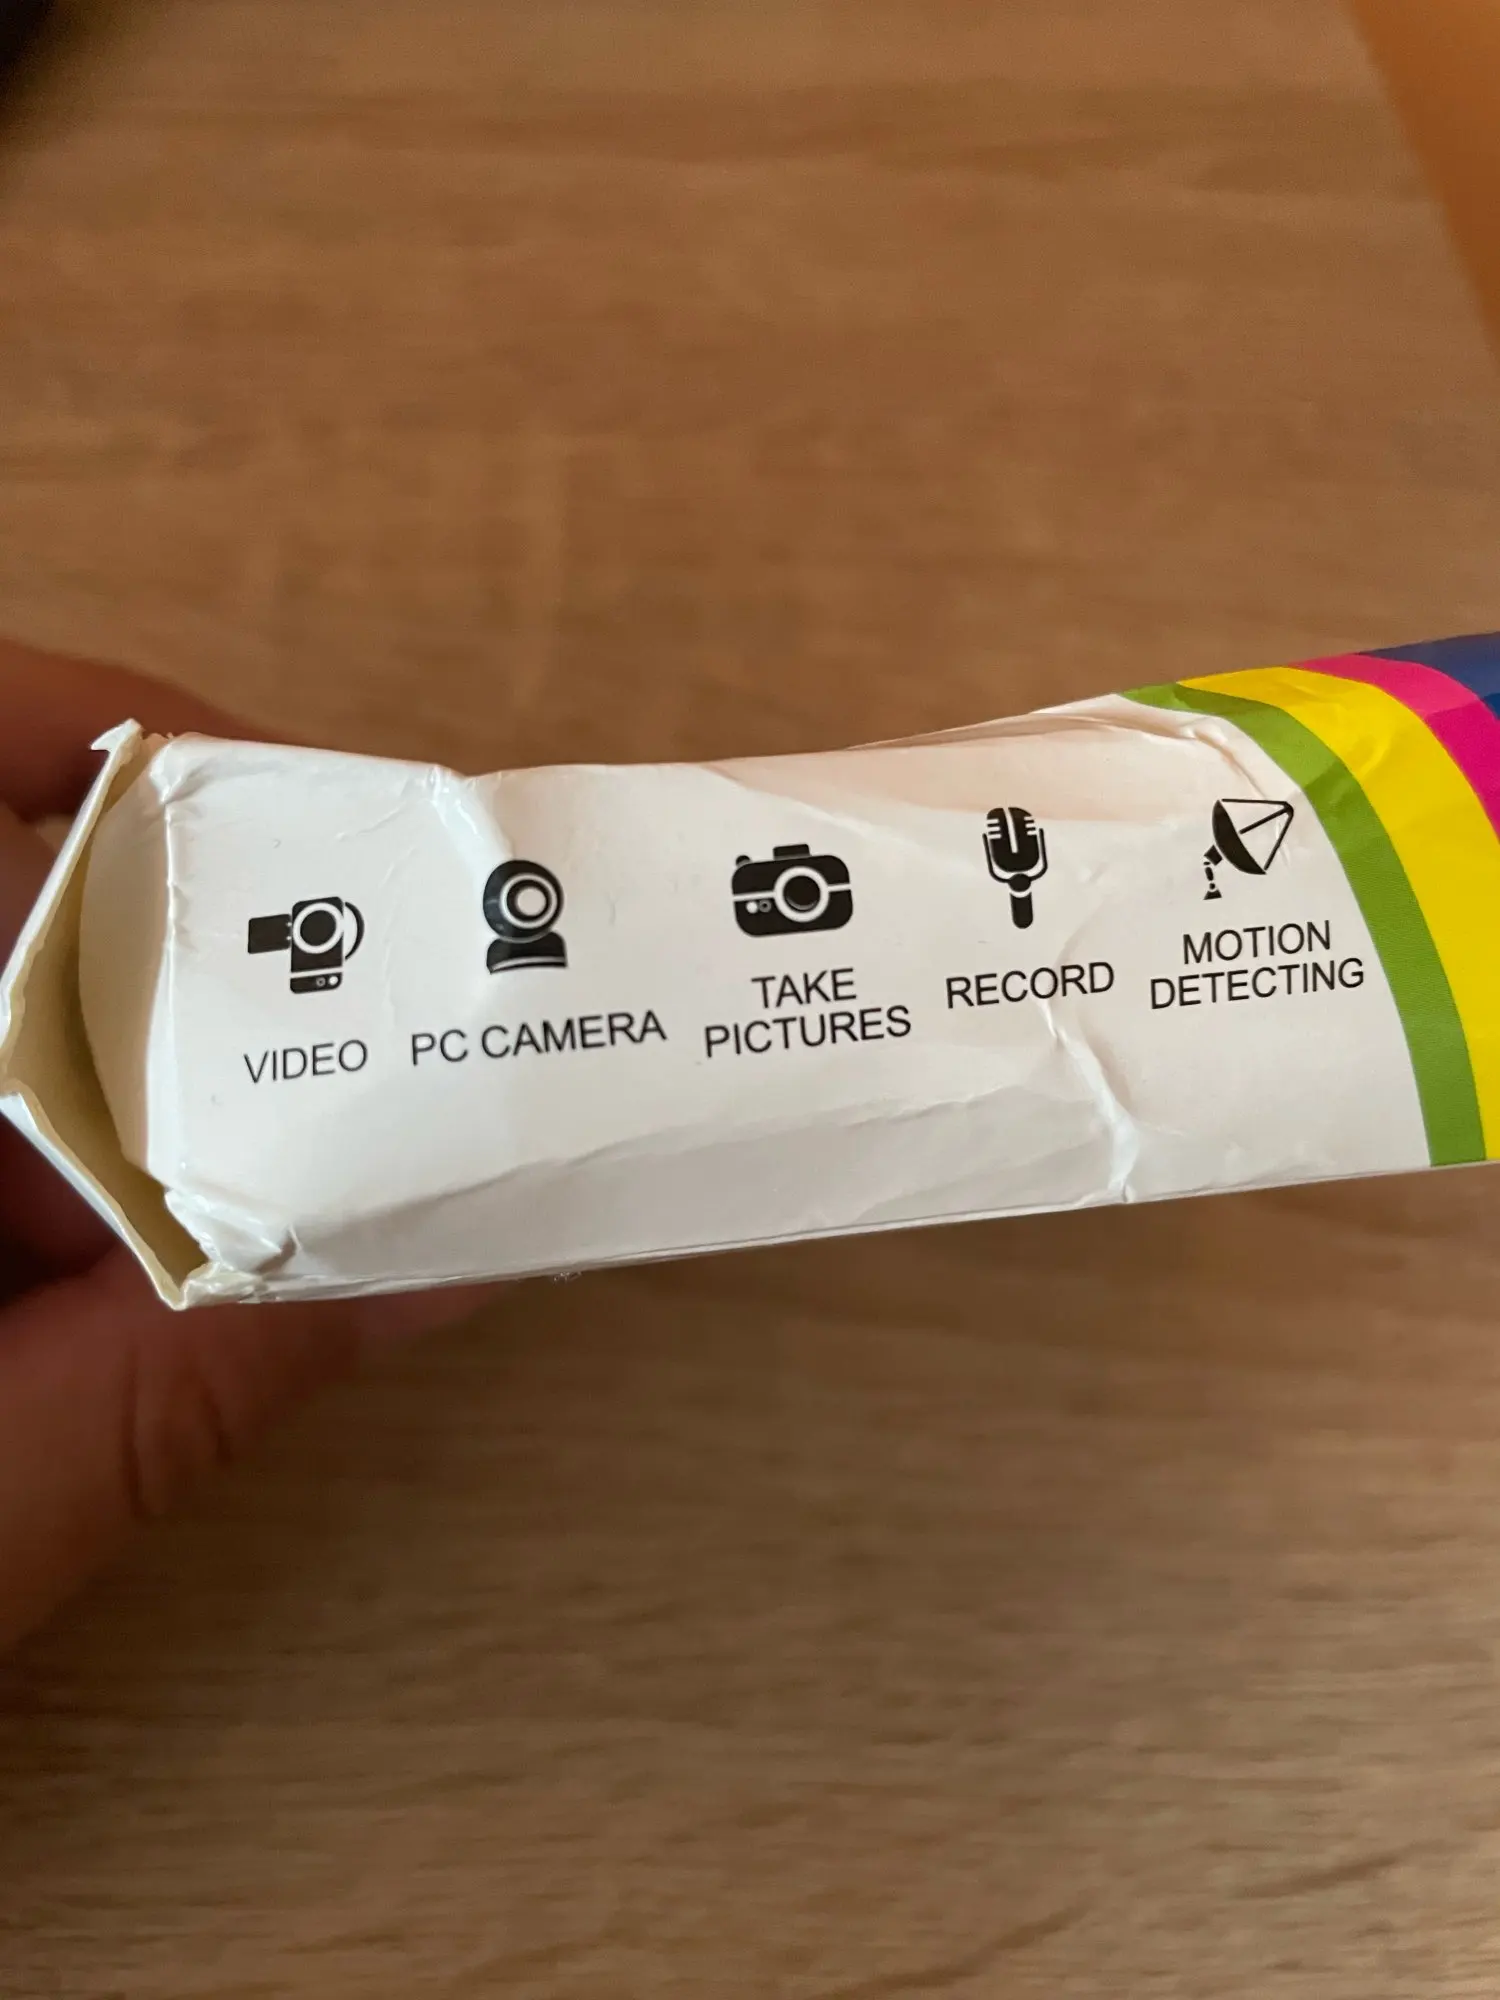 VIDEO
PC CAMERA
TAKE
PICTURES
RECORD
MOTION
DETECTING